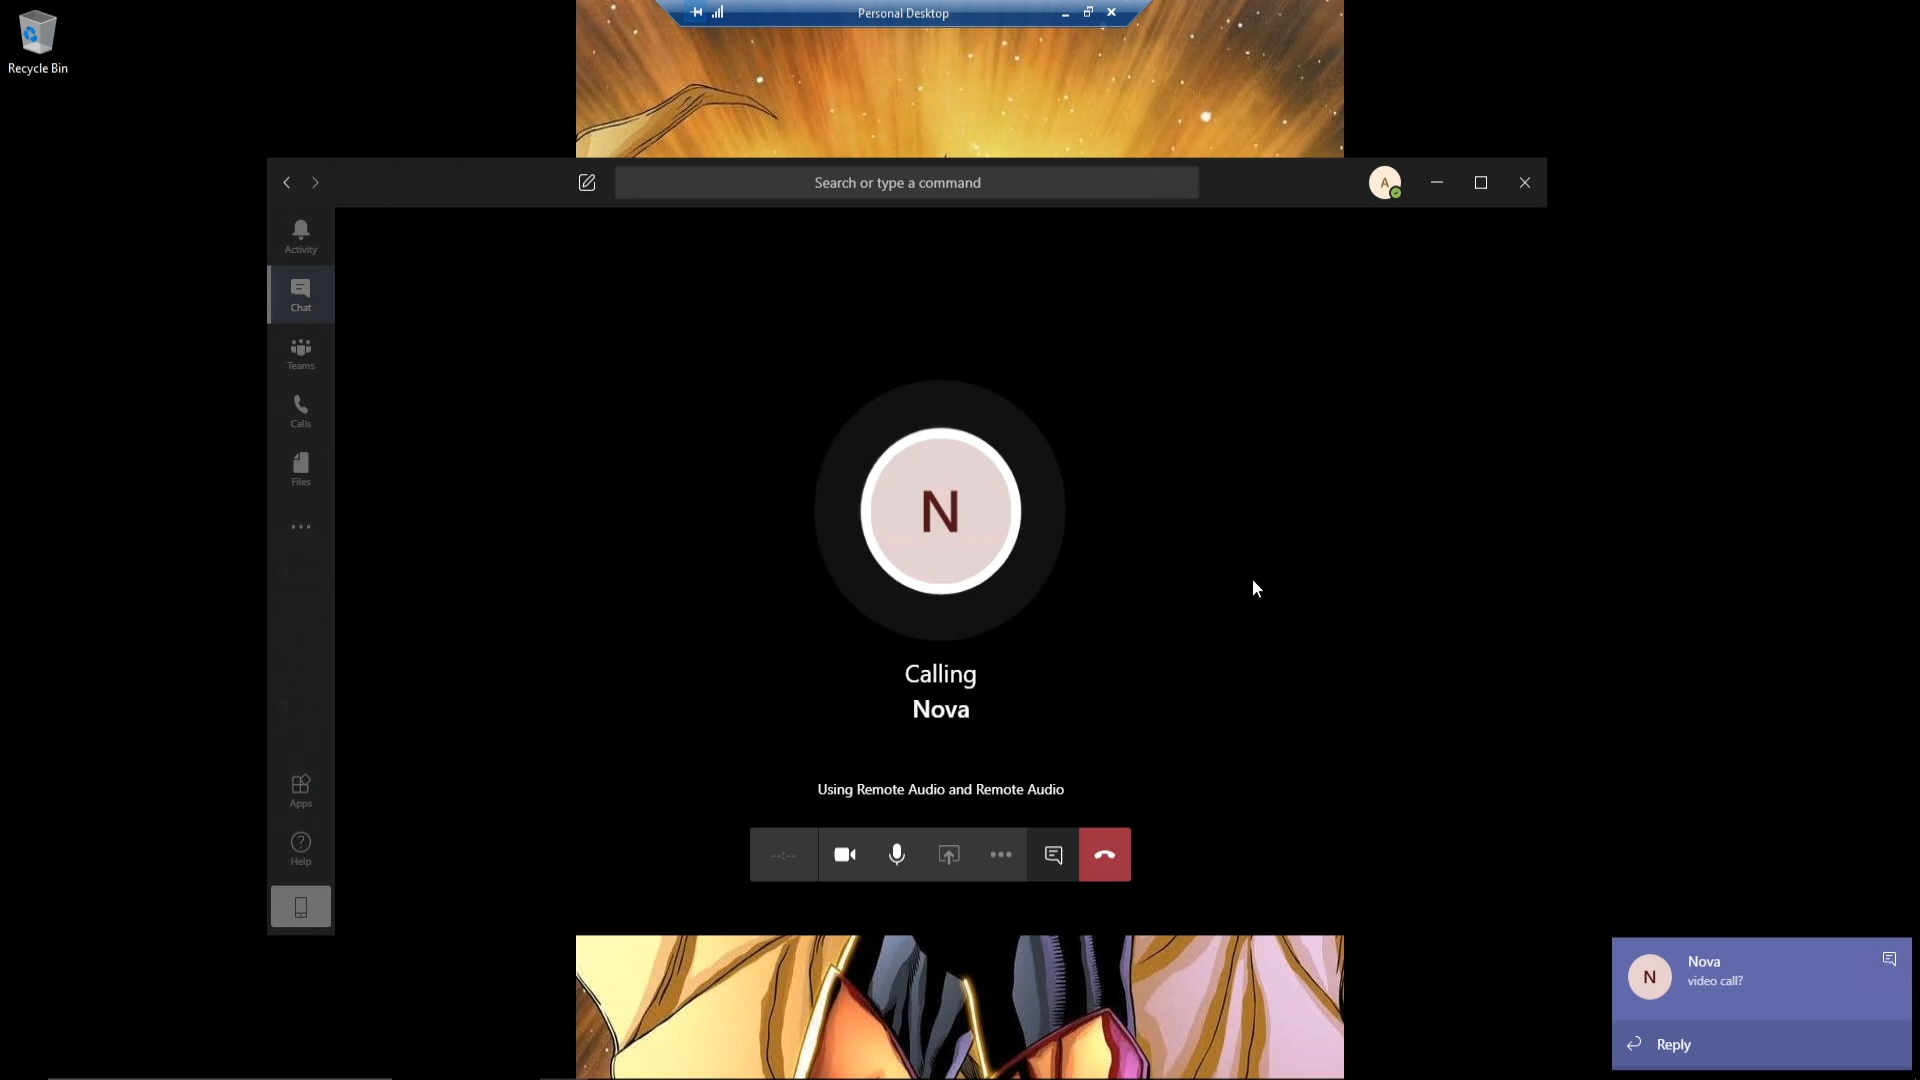 Personal Desktop
Recycle Bin
Search or type a command
A
Activity
Chat
Teams
Calls
Files
N
Calling
Nova
Using Remote Audio and Remote Audio
--:--
Apps
Help
N
Nova
video call?
Reply